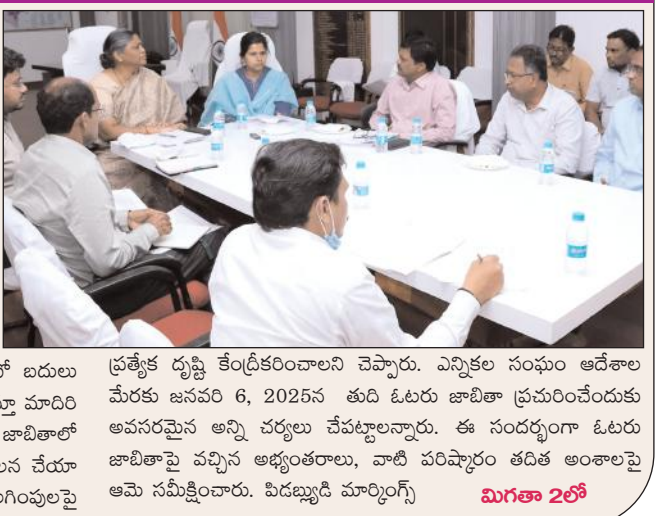 బదులు
మాదిరి
జాబితాలో
చేయా
ప్రత్యేక దృష్టి కేంద్రీకరించాలని చెప్పారు. ఎన్నికల సంఘం ఆదేశాల
మేరకు జనవరి 6, 2025న తుది ఓటరు జాబితా ప్రచురించేందుకు
అవసరమైన అన్ని చర్యలు చేపట్టాలన్నారు. ఈ సందర్భంగా ఓటరు
జాబితాపై వచ్చిన అభ్యంతరాలు, వాటి పరిష్కారం తదిత అంశాలపై
ఆమె సమీక్షించారు. పిడబ్ల్యుడి మార్కింగ్స్ మిగతా 2లో